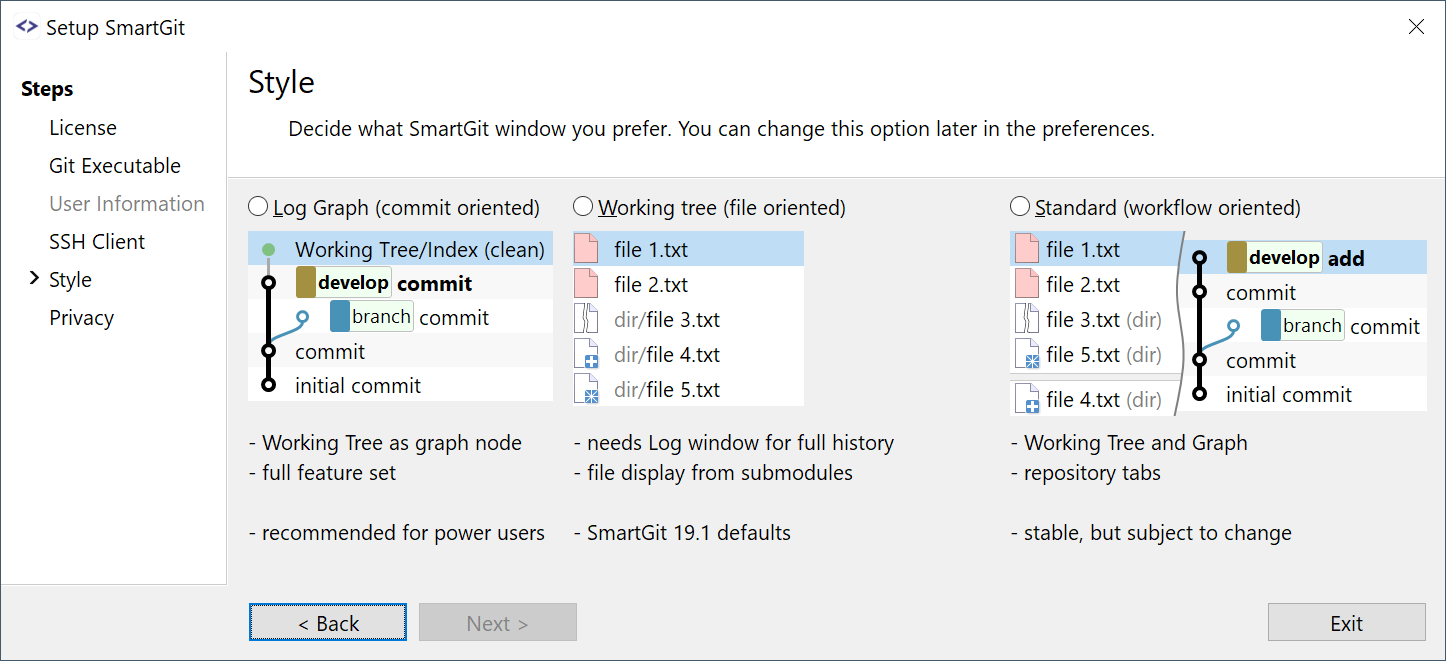 Setup SmartGit
Steps
License
Git Executable
User Information
SSH Client
Style
Privacy
Style
Decide what SmartGit window you prefer. You can change this option later in the preferences.
Log Graph (commit oriented)
Working Tree/Index (clean)
develop commit
branch commit
commit
initial commit
- Working Tree as graph node
- full feature set
- recommended for power users
Working tree (file oriented)
file 1.txt
file 2.txt
dir/file 3.txt
dir/file 4.txt
dir/file 5.txt
- needs Log window for full history
- file display from submodules
- SmartGit 19.1 defaults
Standard (workflow oriented)
file 1.txt
file 2.txt
file 3.txt (dir)
file 5.txt (dir)
file 4.txt (dir)
develop add
commit
branch commit
commit
initial commit
- Working Tree and Graph
- repository tabs
- stable, but subject to change
< Back
Next >
Exit